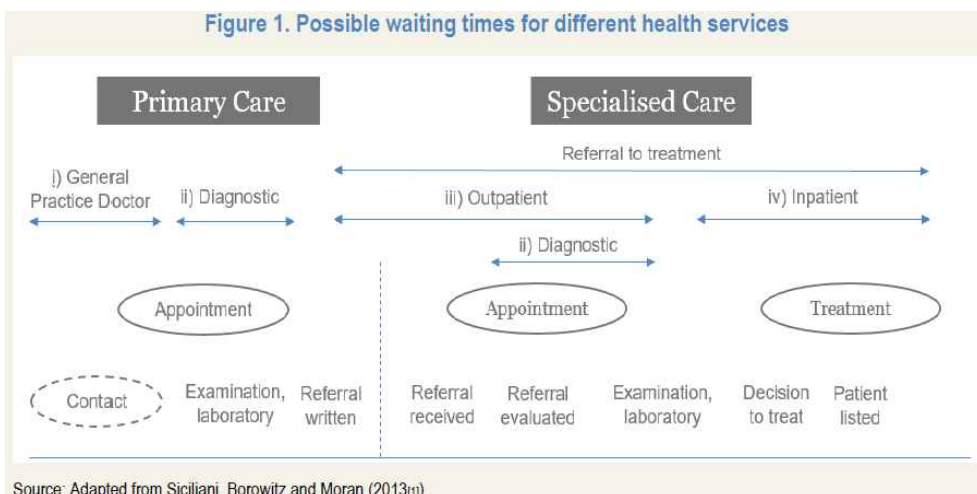 Figure 1. Possible waiting times for different health services
Primary Care
Specialised Care
Referral to treatment
i) General
Practice Doctor
ii) Diagnostic
iii) Outpatient
iv) Inpatient
ii) Diagnostic
Appointment
Appointment
Treatment
Contact
Examination,
laboratory
Referral
written
Referral
received
Referral
evaluated
Examination,
laboratory
Decision
to treat
Patient
listed
Source: Adapted from Siciliani, Borowitz and Moran (2013[1])